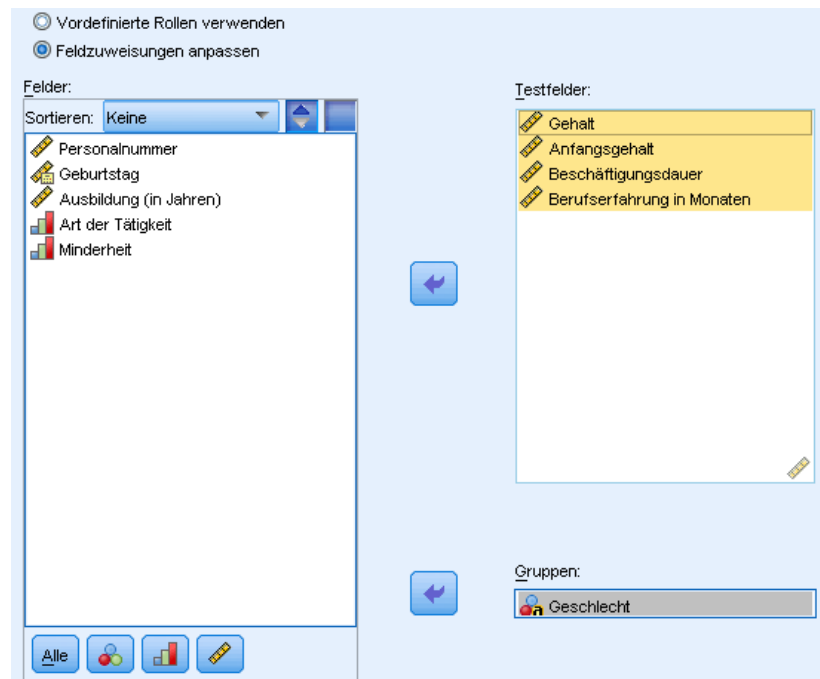 Vordefinierte Rollen verwenden
Feldzuweisungen anpassen
Felder:
Sortieren: Keine
Personalnummer
Geburtstag
Ausbildung (in Jahren)
Art der Tätigkeit
Minderheit
Alle
Testfelder:
Gehalt
Anfangsgehalt
Beschäftigungsdauer
Berufserfahrung in Monaten
Gruppen:
a Geschlecht